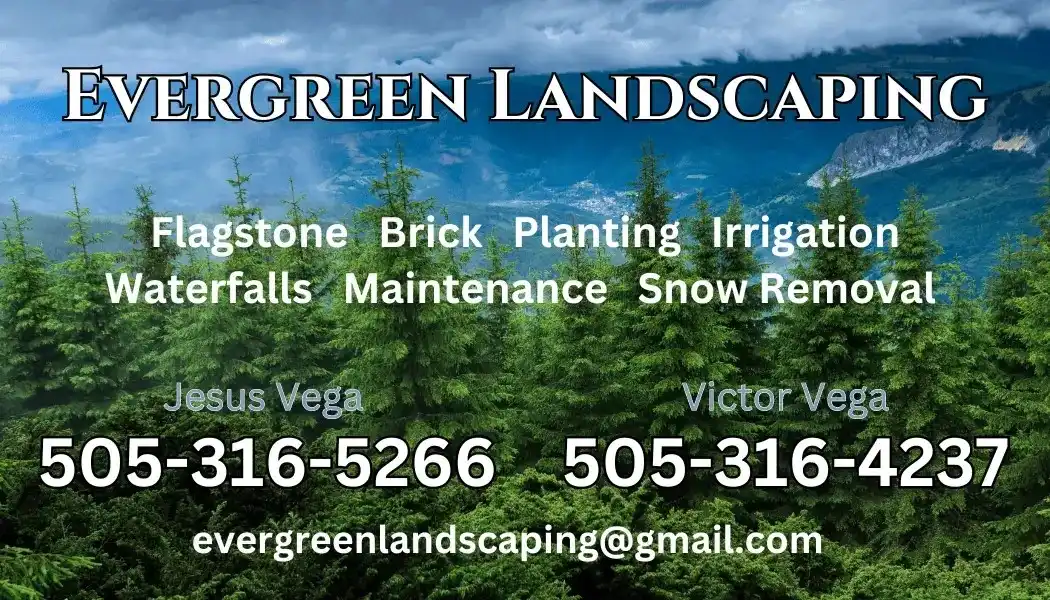 Evergreen Landscaping
Flagstone Brick Planting Irrigation
Waterfalls Maintenance Snow Removal
Jesus Vega Victor Vega
505-316-5266 505-316-4237
evergreenlandscaping@gmail.com